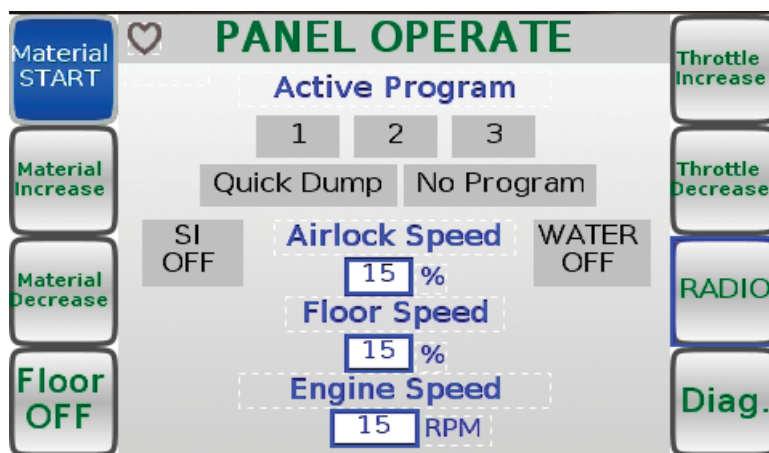 PANEL OPERATE
Material
START
Material
Increase
Material
Decrease
Floor
OFF
Active Program
1 2 3
Quick Dump No Program
SI
OFF
Airlock Speed
15 %
WATER
OFF
Floor Speed
15 %
Engine Speed
15 RPM
Throttle
Increase
Throttle
Decrease
RADIO
Diag.